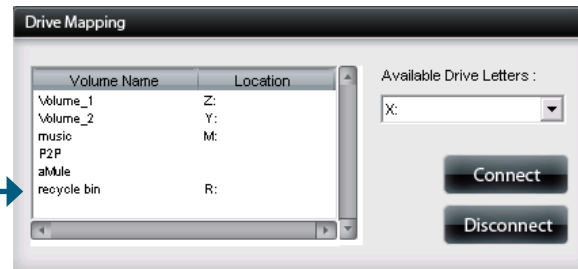 Drive Mapping
Volume Name Location
Volume_1 Z:
Volume_2 Y:
music M:
P2P
aMule
recycle bin R:
Available Drive Letters :
X:
Connect
Disconnect